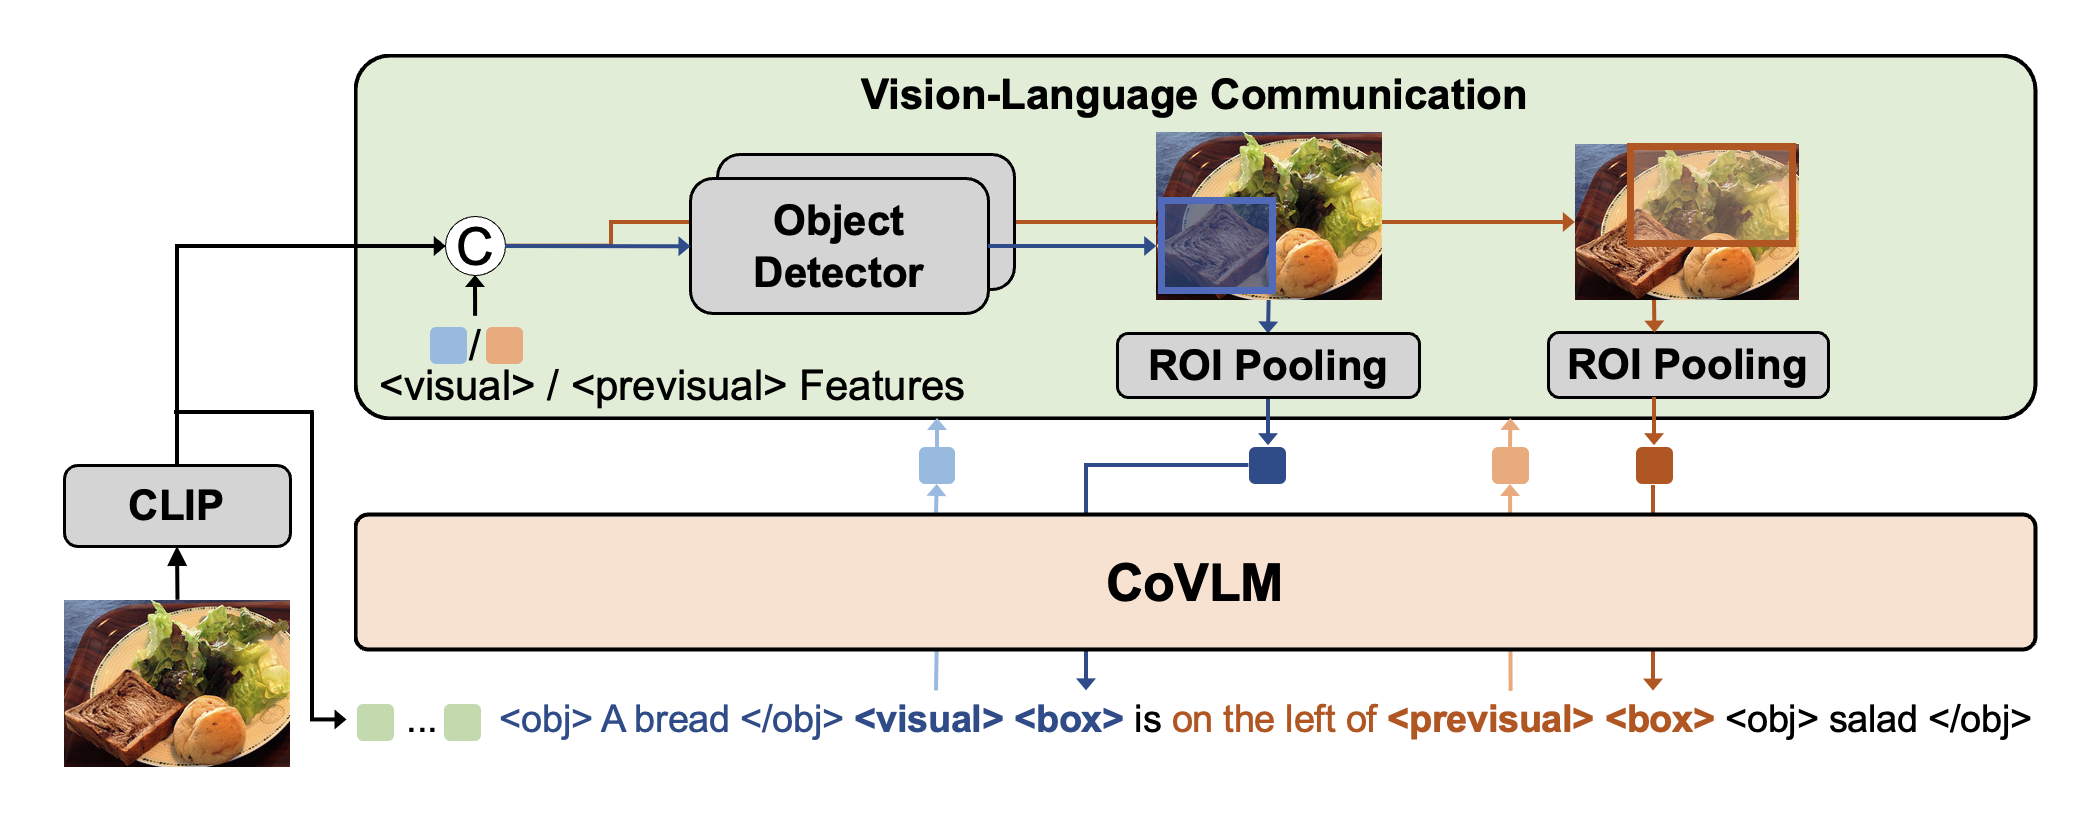 Vision-Language Communication
C
Object
Detector
/
<visual> / <previsual> Features
ROI Pooling
ROI Pooling
CLIP
CoVLM
... <obj> A bread </obj> <visual> <box> is on the left of <previsual> <box> <obj> salad </obj>